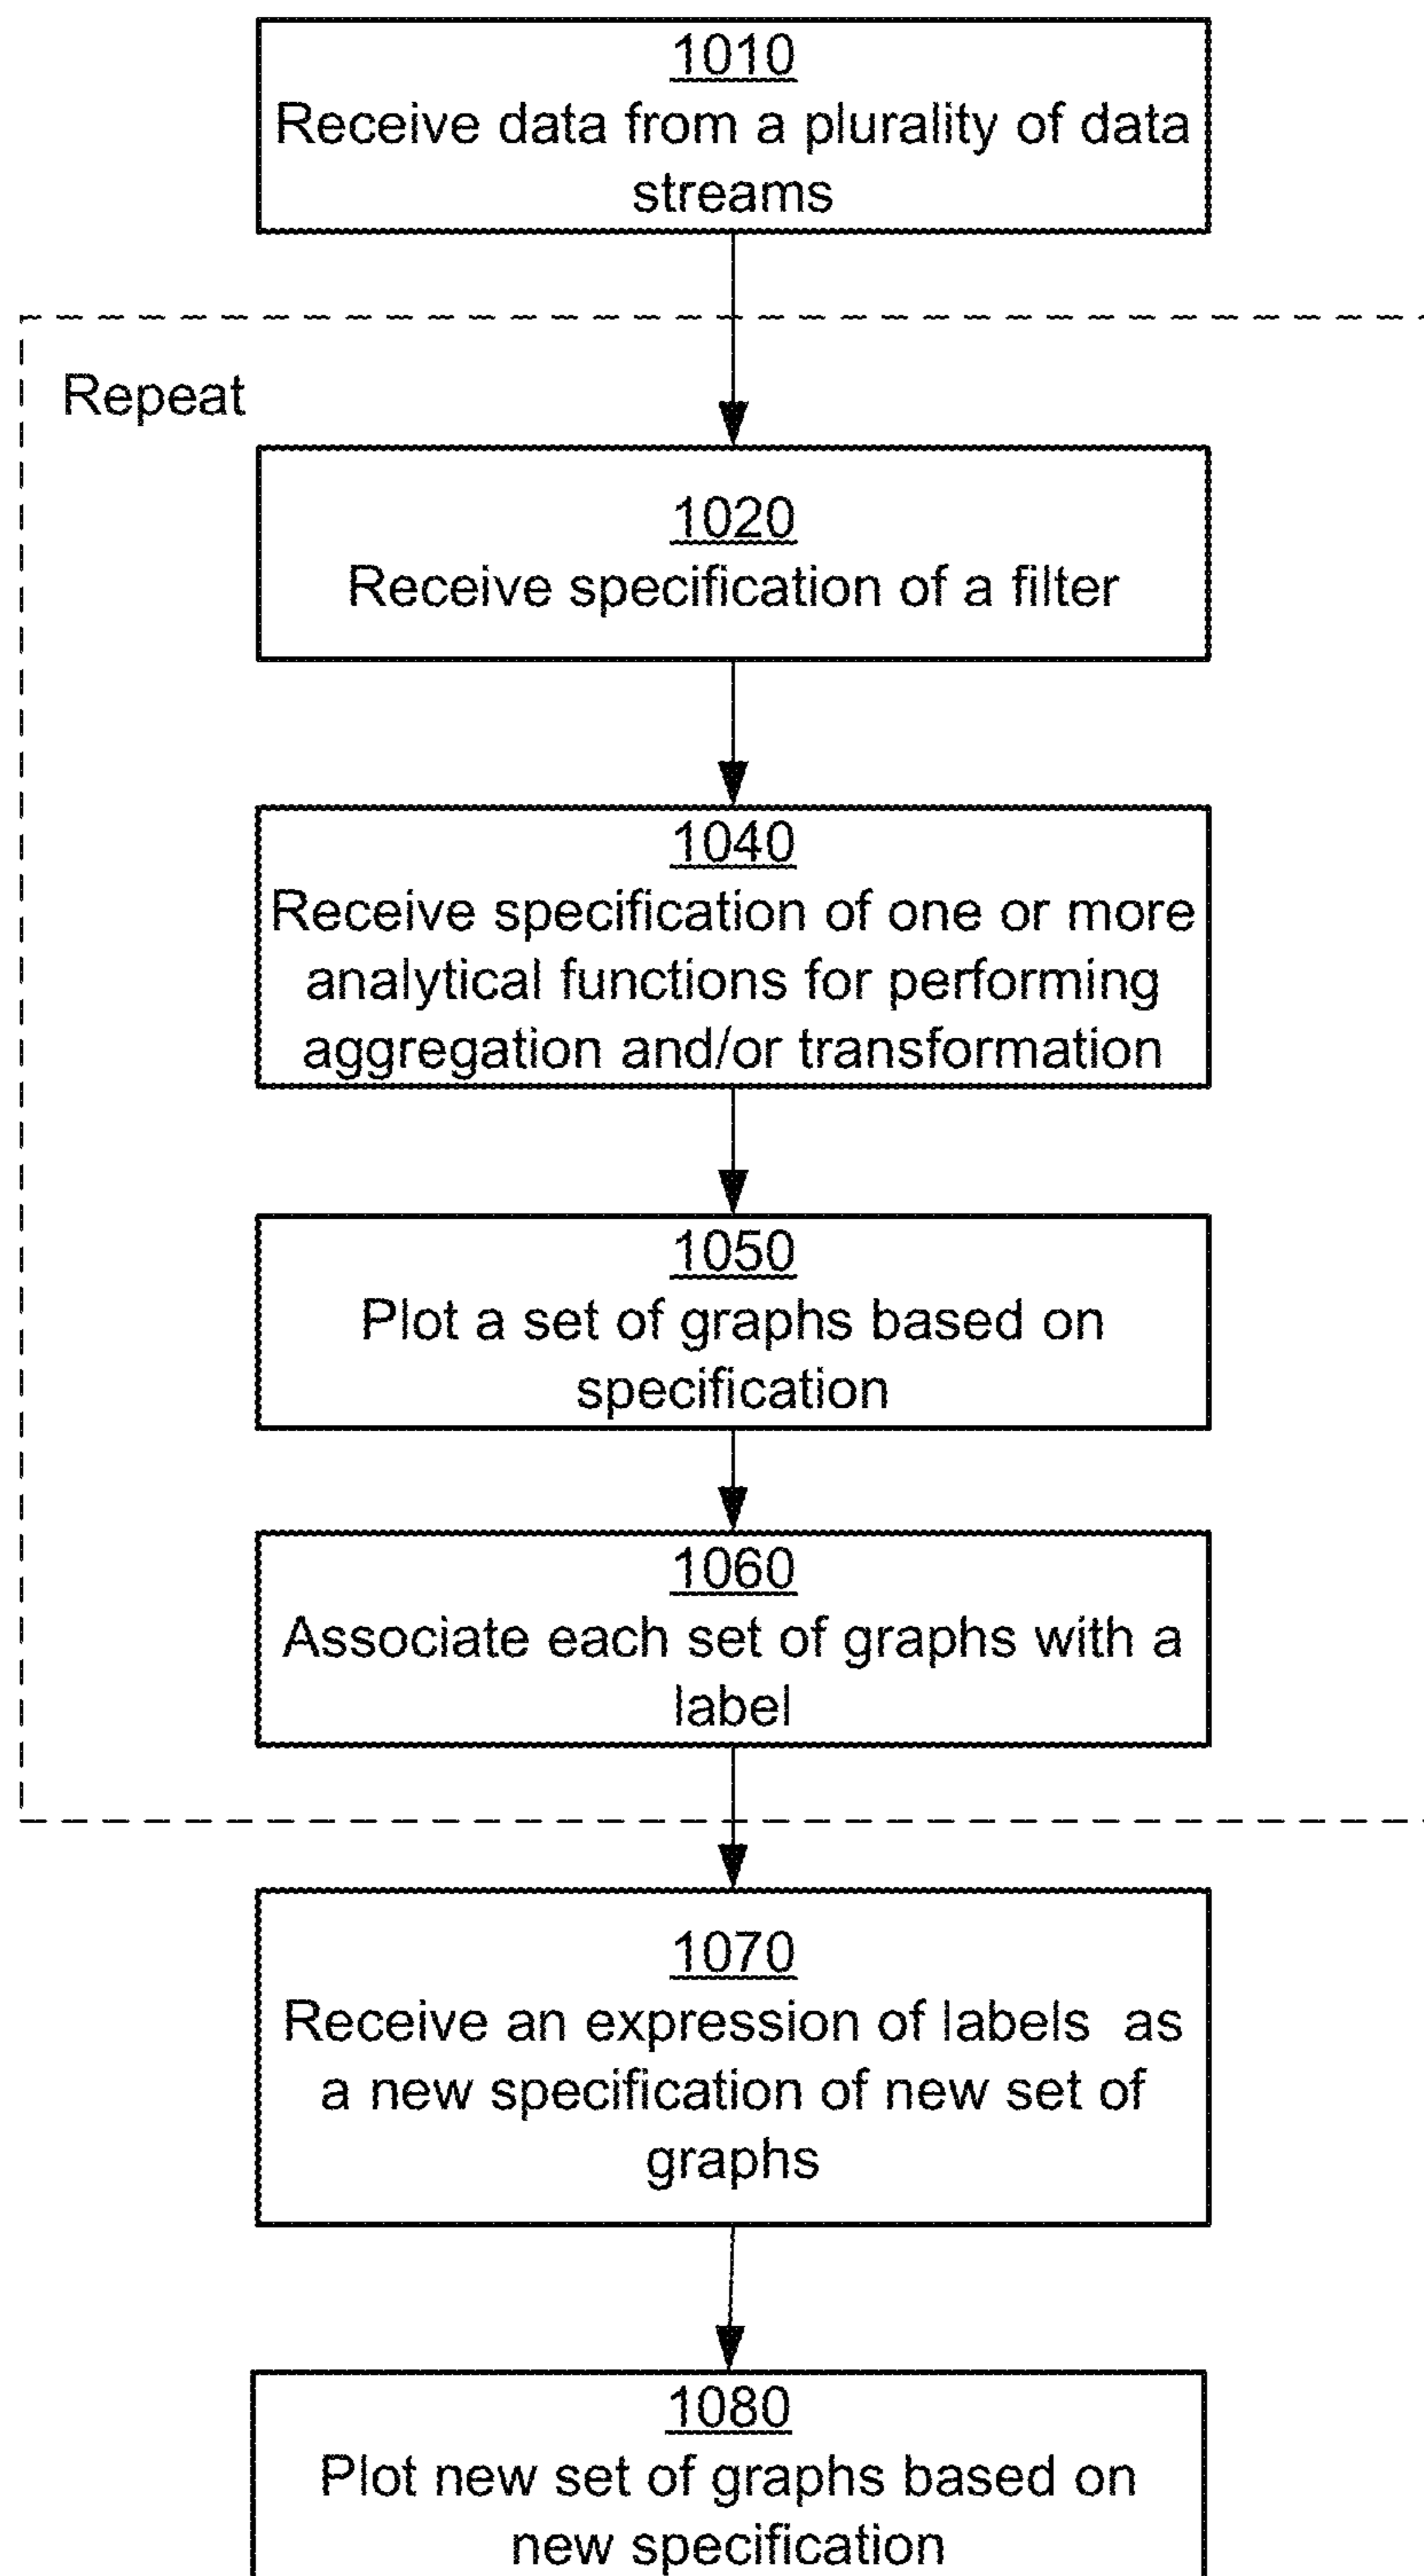 1010
Receive data from a plurality of data
streams
Repeat
1020
Receive specification of a filter
1040
Receive specification of one or more
analytical functions for performing
aggregation and/or transformation
1050
Plot a set of graphs based on
specification
1060
Associate each set of graphs with a
label
1070
Receive an expression of labels as
a new specification of new set of
graphs
1080
Plot new set of graphs based on
new specification